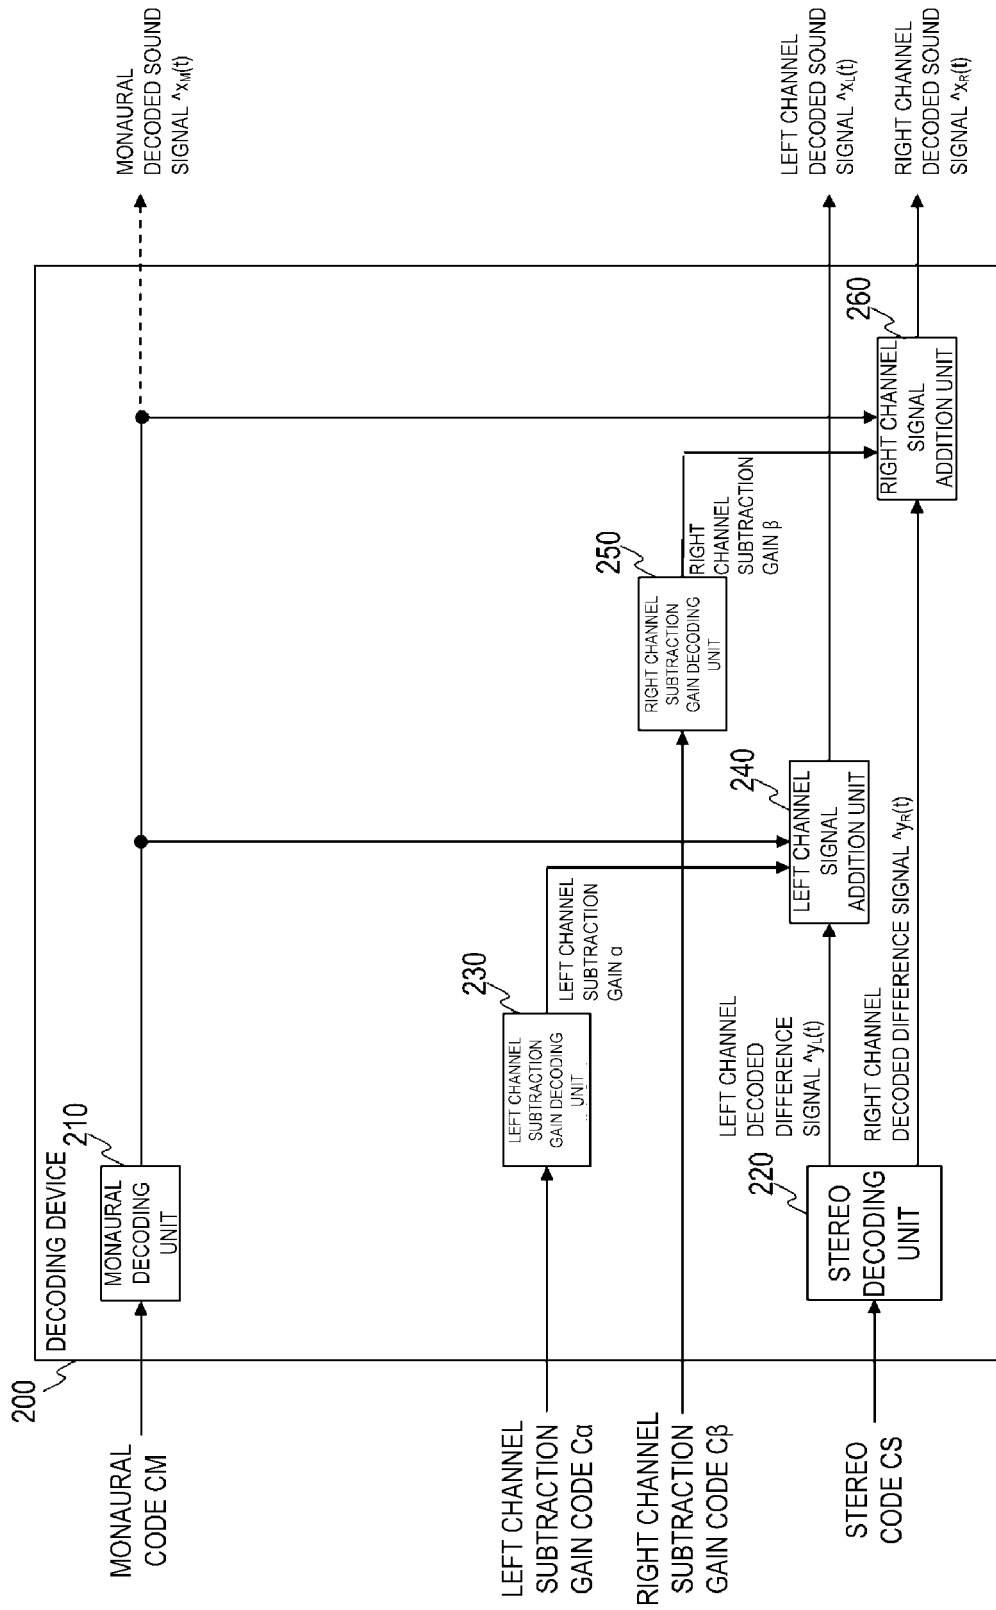 200
DECODING DEVICE
MONAURAL
CODE CM
210
MONAURAL
DECODING
UNIT
MONAURAL
DECODED SOUND
SIGNAL ^xM(t)
LEFT CHANNEL
SUBTRACTION
GAIN CODE Cα
230
LEFT CHANNEL
SUBTRACTION
GAIN DECODING
UNIT
LEFT CHANNEL
SUBTRACTION
GAIN α
RIGHT CHANNEL
SUBTRACTION
GAIN CODE Cβ
250
RIGHT CHANNEL
SUBTRACTION
GAIN DECODING
UNIT
RIGHT
CHANNEL
SUBTRACTION
GAIN β
STEREO
CODE CS
220
STEREO
DECODING
UNIT
LEFT CHANNEL
DECODED
DIFFERENCE
SIGNAL ^yL(t)
RIGHT CHANNEL
DECODED DIFFERENCE SIGNAL ^yR(t)
240
LEFT CHANNEL
SIGNAL
ADDITION UNIT
260
RIGHT CHANNEL
SIGNAL
ADDITION UNIT
LEFT CHANNEL
DECODED SOUND
SIGNAL ^xL(t)
RIGHT CHANNEL
DECODED SOUND
SIGNAL ^xR(t)